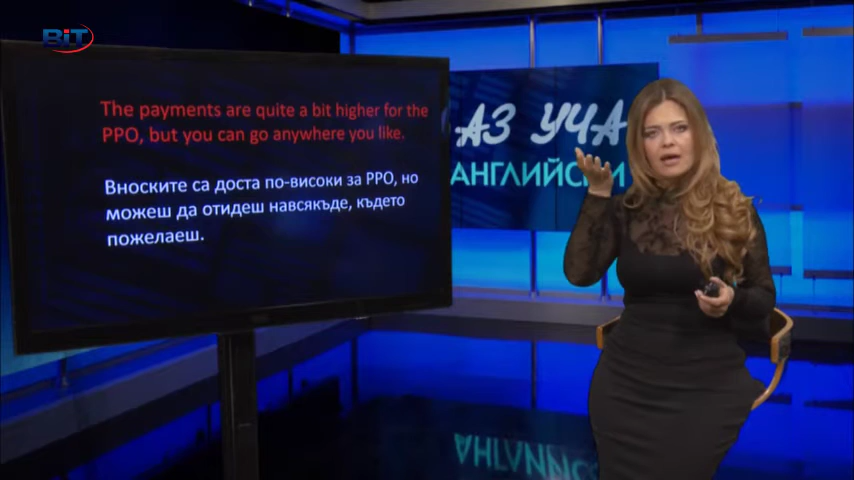 BiT
The payments are quite a bit higher for the
PPO, but you can go anywhere you like.
Вноските са доста по-високи за PPO, но
можеш да отидеш навсякъде, където
пожелаеш.
АЗ УЧА
АНГЛИЙСКИ